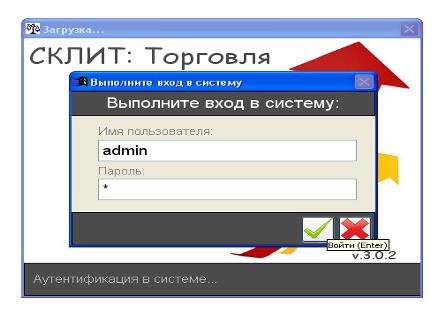 Загрузка...
СКЛИТ: Торговля
Выполните вход в систему
Выполните вход в систему:
Имя пользователя:
admin
Пароль:
*
Войти (Enter)
v.3.0.2
Аутентификация в системе...